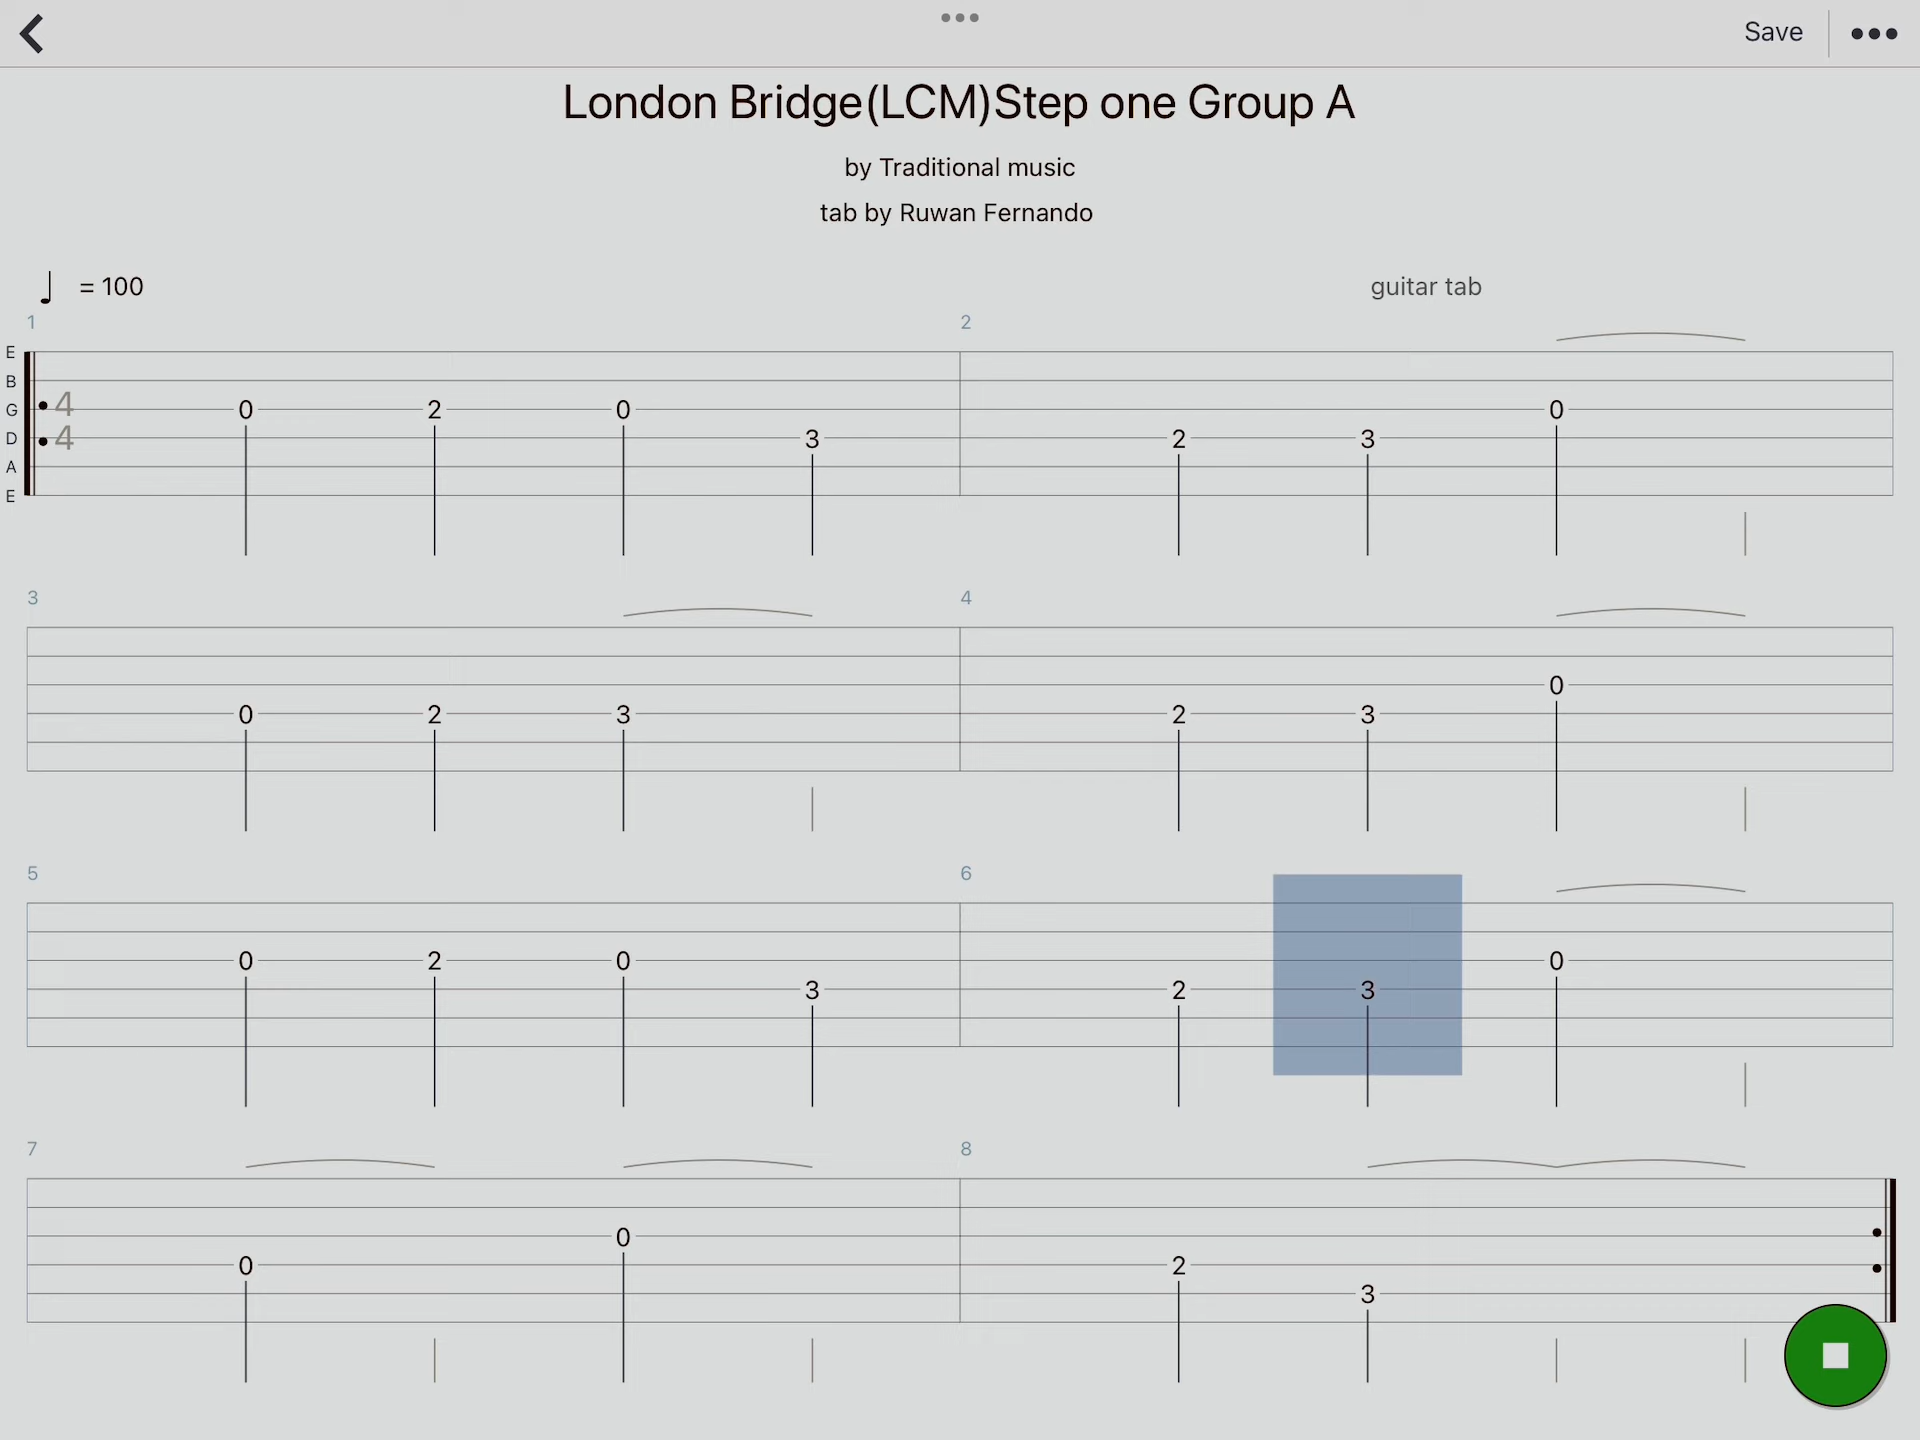 Save
London Bridge(LCM)Step one Group A
by Traditional music
tab by Ruwan Fernando
= 100
guitar tab
1
2
E
B
G
D
A
E
4
4
0 2 0 3 2 3 0
3
4
0 2 3 2 3 0
5
6
0 2 0 3 2 3 0
7
8
0 0 2 3